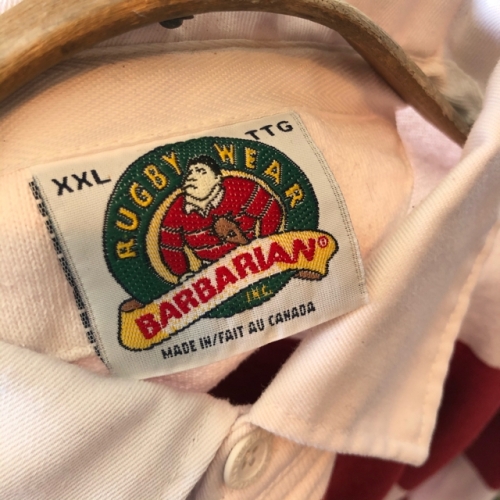 XXL TTG
RUGBY WEAR
BARBARIAN®
INC.
MADE IN/FAIT AU CANADA